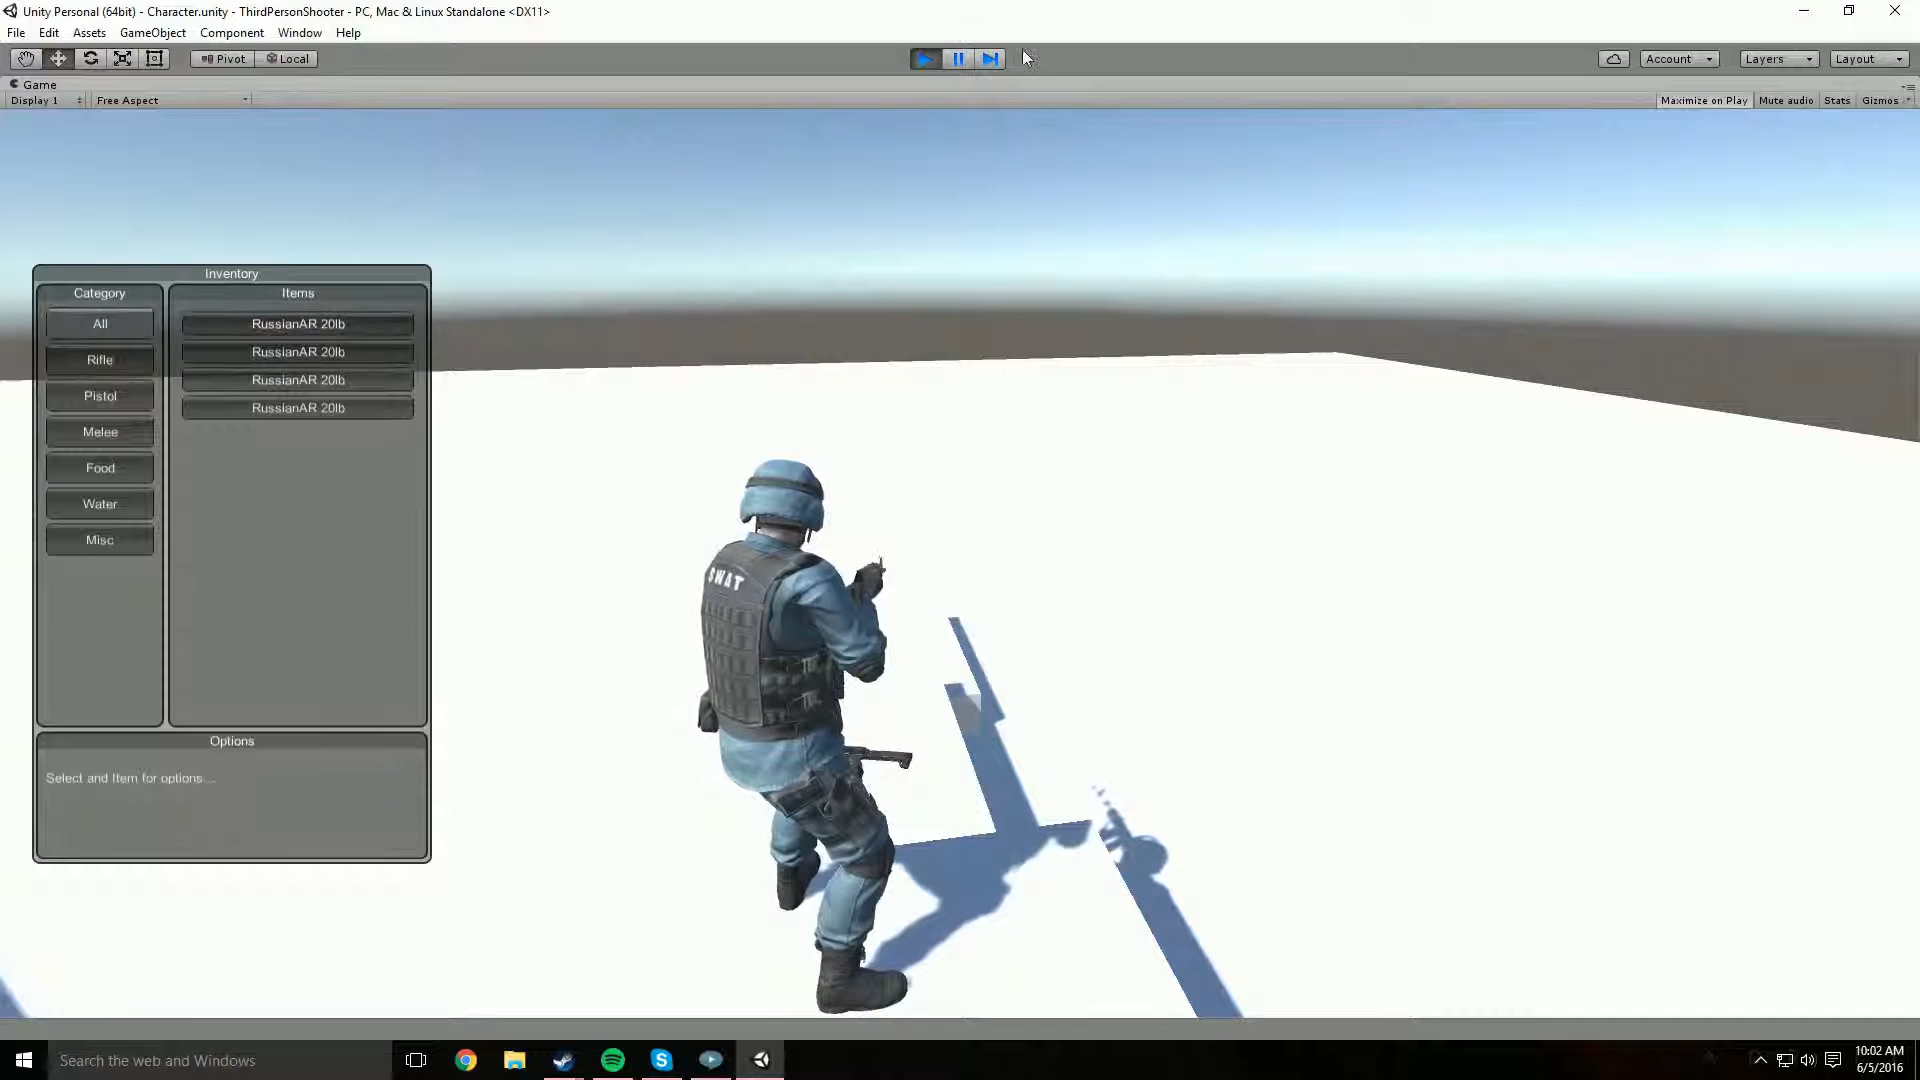 Unity Personal (64bit) - Character.unity - ThirdPersonShooter - PC, Mac & Linux Standalone <DX11>
File Edit Assets GameObject Component Window Help
Pivot Local Account Layers Layout
Game
Display 1 Free Aspect Maximize on Play Mute audio Stats Gizmos
Inventory
Category
All
Rifle
Pistol
Melee
Food
Water
Misc
Items
RussianAR 20lb
RussianAR 20lb
RussianAR 20lb
RussianAR 20lb
Options
Select and Item for options...
SWAT
Search the web and Windows
10:02 AM
6/5/2016